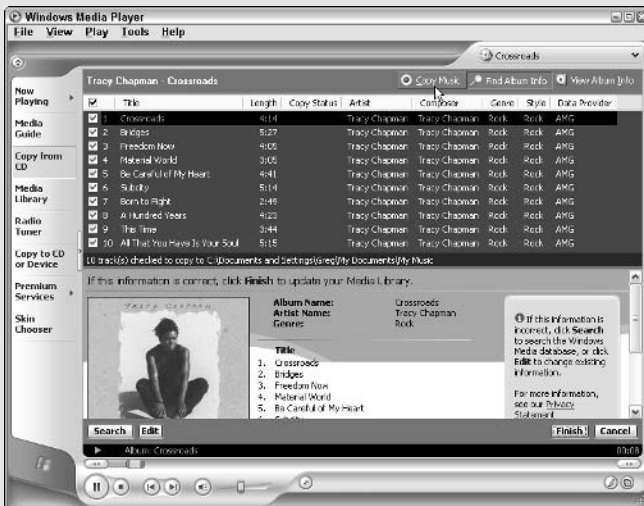 Windows Media Player
File View Play Tools Help
Crossroads
Tracy Chapman - Crossroads
Copy Music Find Album Info View Album Info
Title Length Copy Status Artist Composer Genre Style Data Provider
1 Crossroads 4:14 Tracy Chapman Tracy Chapman Rock Rock AMG
2 Bridges 5:27 Tracy Chapman Tracy Chapman Rock Rock AMG
3 Freedom Now 4:05 Tracy Chapman Tracy Chapman Rock Rock AMG
4 Material World 3:05 Tracy Chapman Tracy Chapman Rock Rock AMG
5 Be Careful of My Heart 4:41 Tracy Chapman Tracy Chapman Rock Rock AMG
6 Subcity 5:14 Tracy Chapman Tracy Chapman Rock Rock AMG
7 Born to Fight 2:49 Tracy Chapman Tracy Chapman Rock Rock AMG
8 A Hundred Years 4:23 Tracy Chapman Tracy Chapman Rock Rock AMG
9 This Time 3:44 Tracy Chapman Tracy Chapman Rock Rock AMG
10 All That You Have Is Your Soul 5:15 Tracy Chapman Tracy Chapman Rock Rock AMG
10 track(s) checked to copy to C:\Documents and Settings\Greg\My Documents\My Music
Now
Playing
Media
Guide
Copy from
CD
Media
Library
Radio
Tuner
Copy to CD
or Device
Premium
Services
Skin
Chooser
If this information is correct, click Finish to update your Media Library.
TRACY CHAPMAN
Album Name: Crossroads
Artist Name: Tracy Chapman
Genre: Rock
Title
1. Crossroads
2. Bridges
3. Freedom Now
4. Material World
5. Be Careful of My Heart
If this information is
incorrect, click Search
to search the Windows
Media database, or click
Edit to change existing
information.
For more information,
see our Privacy
Statement
Search Edit Finish Cancel
Album: Crossroads 00:08